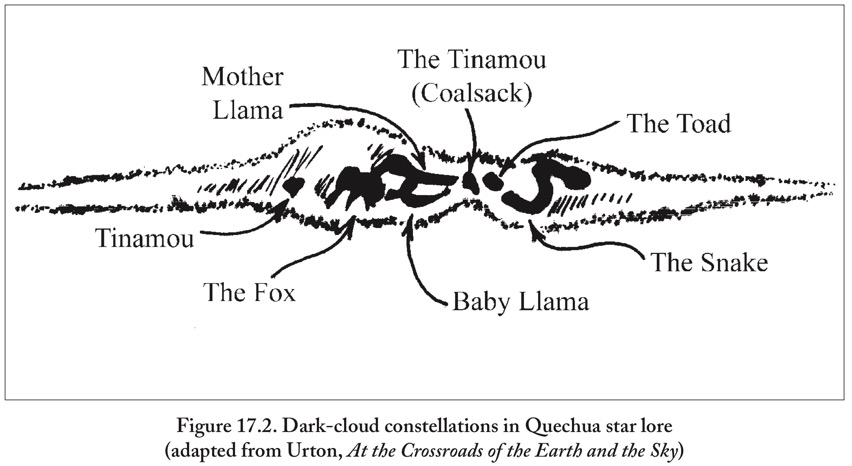 Mother
Llama
The Tinamou
(Coalsack)
The Toad
Tinamou
The Fox
Baby Llama
The Snake
Figure 17.2. Dark-cloud constellations in Quechua star lore
(adapted from Urton, At the Crossroads of the Earth and the Sky)